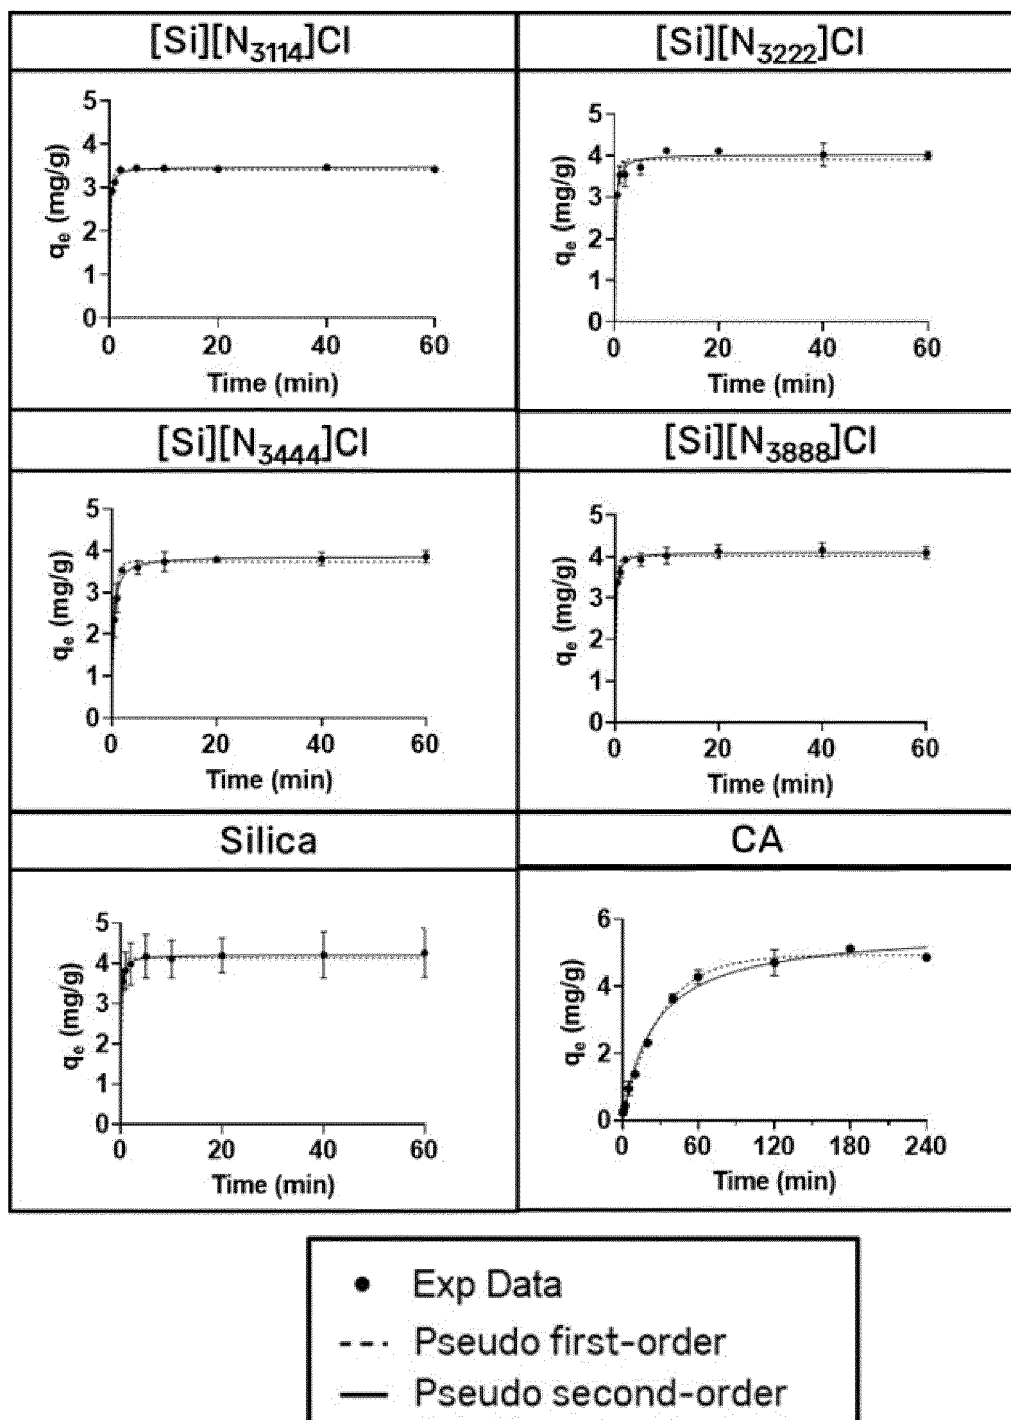 [Si][N3114]Cl
[Si][N3222]Cl
5
4
3
2
1
0
qe (mg/g)
0 20 40 60
Time (min)
5
4
3
2
1
0
qe (mg/g)
0 20 40 60
Time (min)
[Si][N3444]Cl
[Si][N3888]Cl
5
4
3
2
1
0
qe (mg/g)
0 20 40 60
Time (min)
5
4
3
2
1
0
qe (mg/g)
0 20 40 60
Time (min)
Silica
CA
5
4
3
2
1
0
qe (mg/g)
0 20 40 60
Time (min)
6
4
2
0
qe (mg/g)
0 60 120 180 240
Time (min)
Exp Data
Pseudo first-order
Pseudo second-order